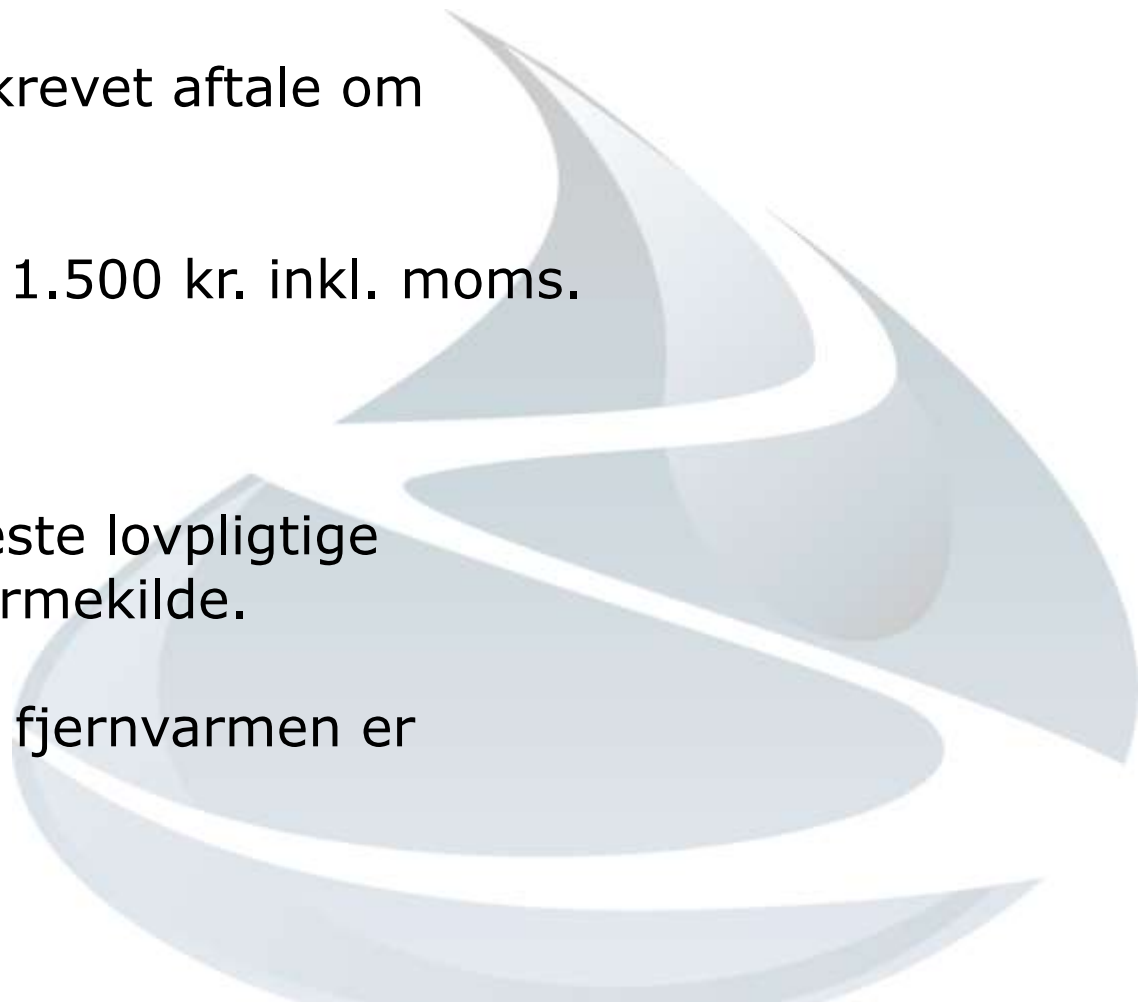 krevet aftale om
1.500 kr. inkl. moms.
este lovpligtige
rmekilde.
fjernvarmen er